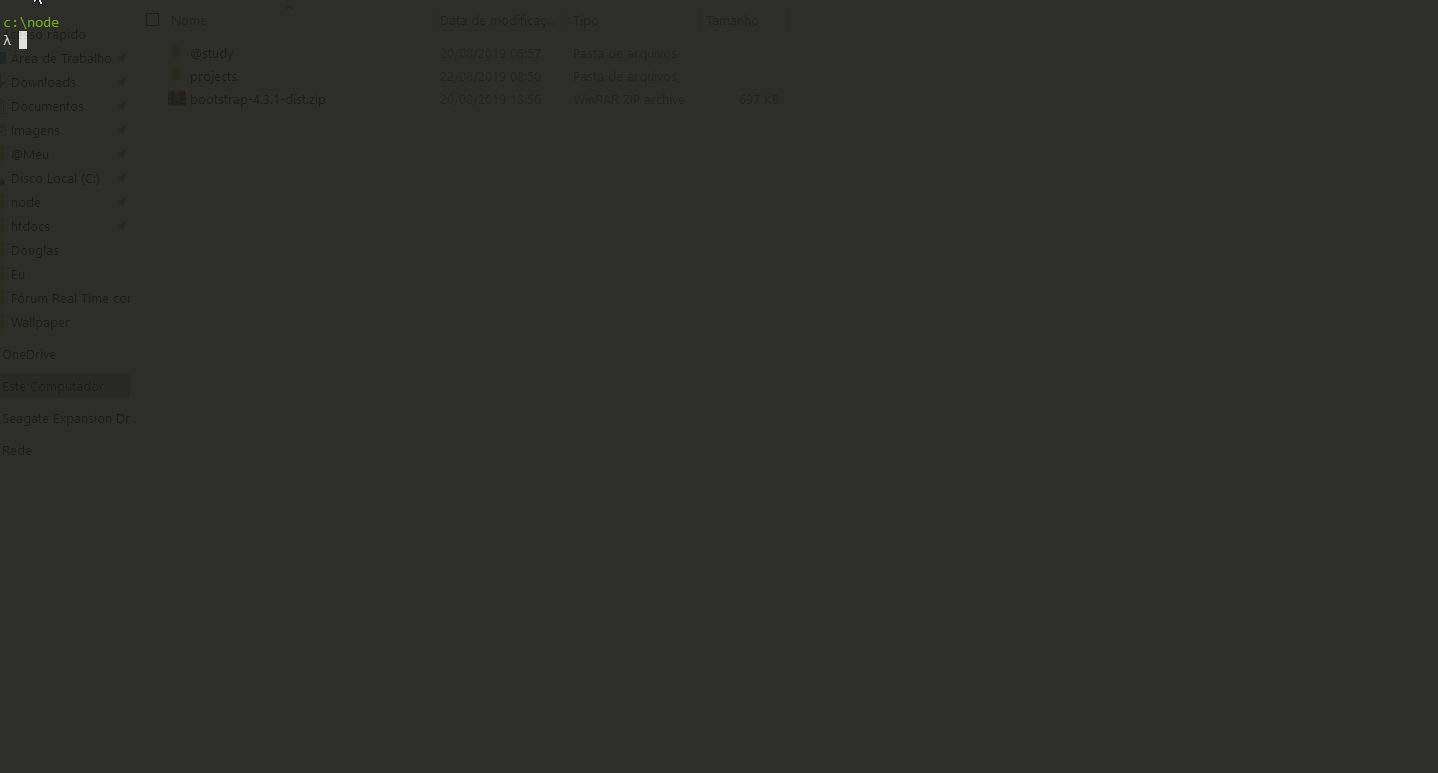 c:\node
λ
Nome Data de modificaç... Tipo Tamanho
@study 20/08/2019 06:57 Pasta de arquivos
projects 22/08/2019 08:50 Pasta de arquivos
bootstrap-4.3.1-dist.zip 20/08/2019 13:56 WinRAR ZIP archive 697 KB
rápido
Área de Trabalho
Downloads
Documentos
Imagens
@Meu
Disco Local (C:)
node
htdocs
Douglas
Eu
Fórum Real Time cor
Wallpaper
OneDrive
Este Computador
Seagate Expansion Dr
Rede